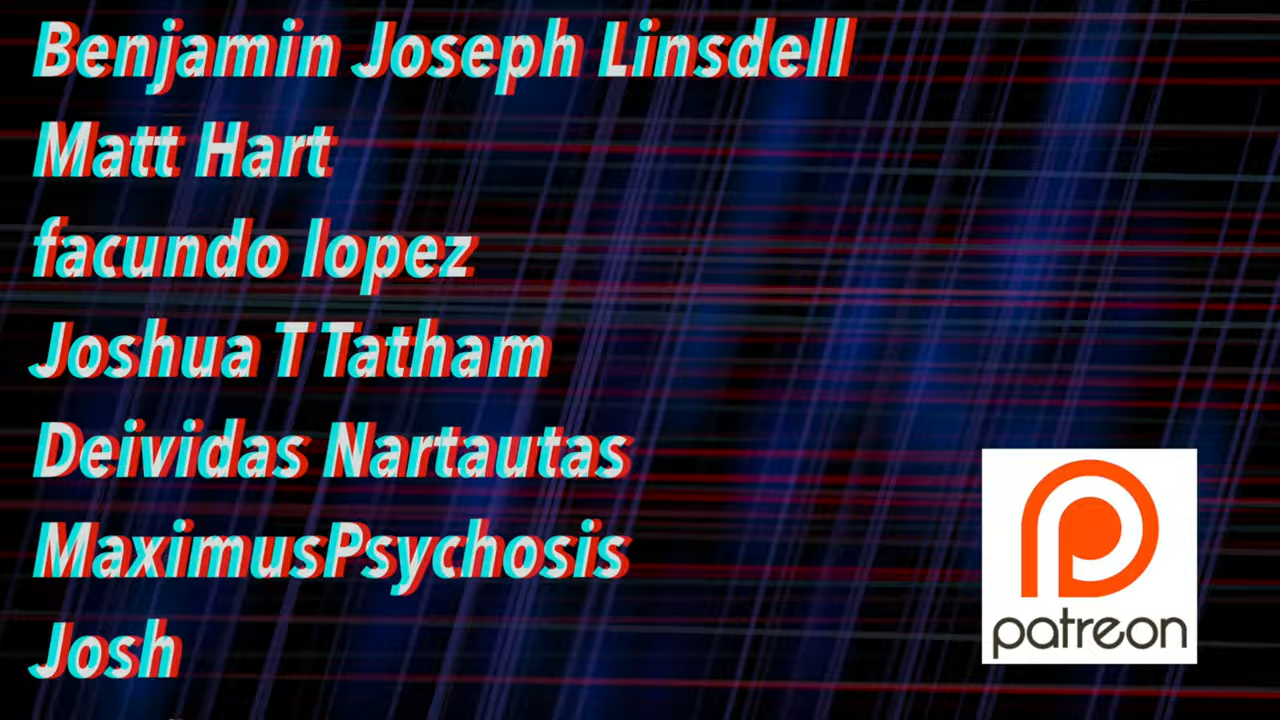 Benjamin Joseph Linsdell
Matt Hart
facundo lopez
Joshua T Tatham
Deividas Nartautas
MaximusPsychosis
Josh
patreon